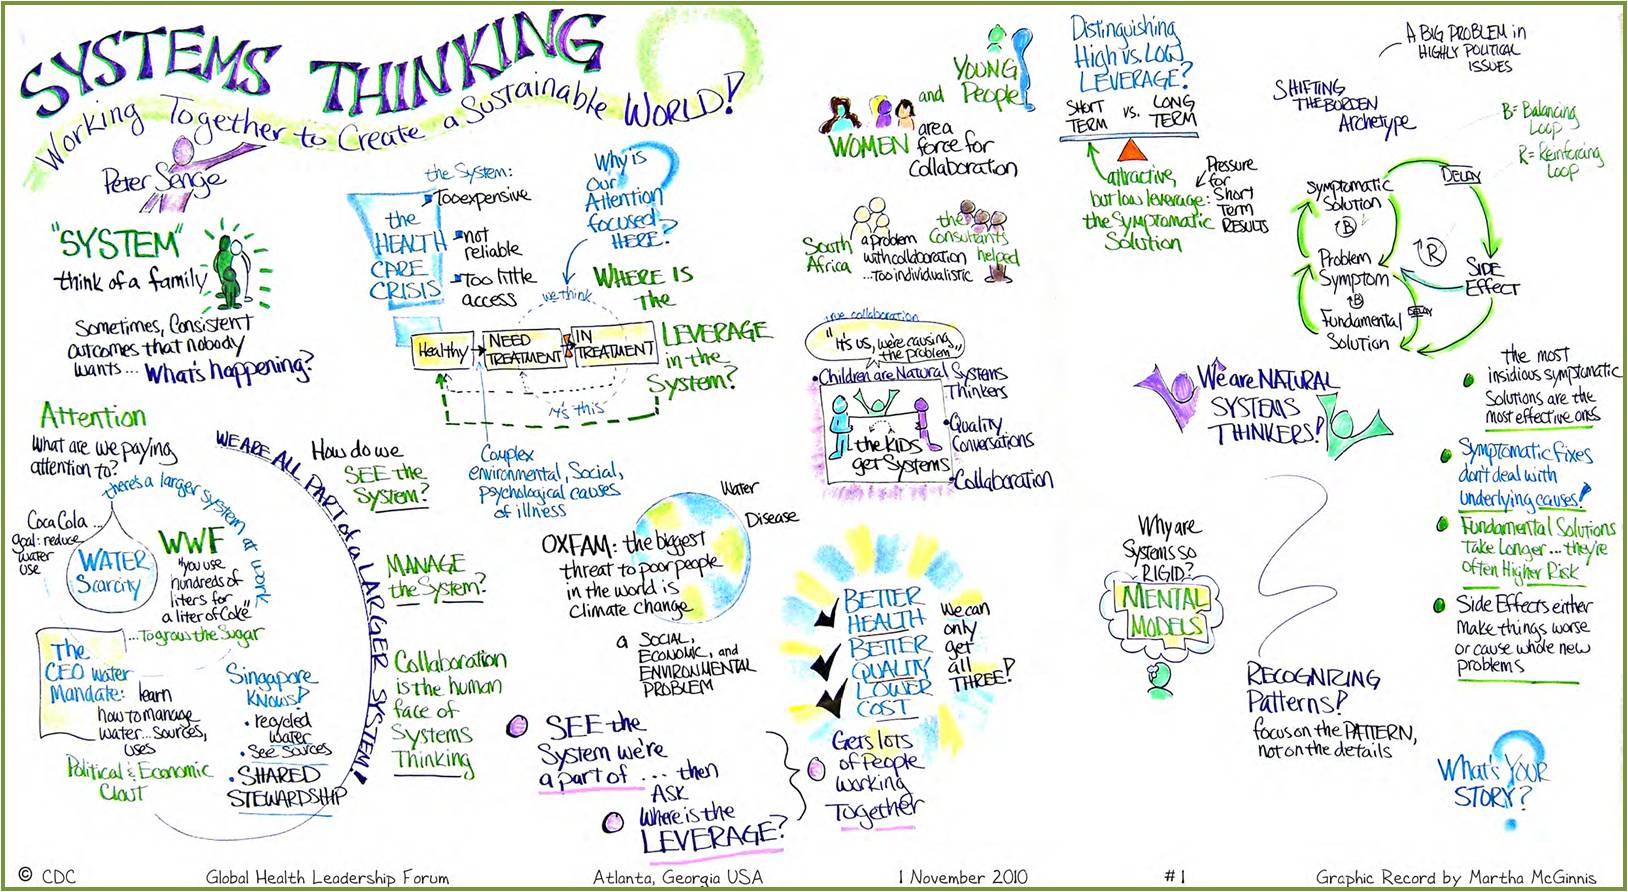 SYSTEMS THINKING
Working Together to Create a Sustainable WORLD!
Peter Senge
"SYSTEM"
think of a family
Sometimes, Consistent
outcomes that nobody
wants... What's happening?
Attention
What are we paying
attention to?
there's a larger system at work
Coca Cola...
goal: reduce
water
use
WATER
Scarcity
WWF
"you use
hundreds of
liters for
a liter of Coke"
...To grow the Sugar
The
CEO water
Mandate: learn
how to manage
water... sources,
uses
Political & Economic
Clout
Singapore
KNOWS!
• recycled
water
• See Sources
• SHARED
STEWARDSHIP
WE ARE ALL PART of a LARGER SYSTEM!
How do we
SEE the
System?
MANAGE
the System?
Collaboration
is the human
face of
Systems
Thinking
the System:
the
HEALTH
CARE
CRISIS
Too expensive
not
reliable
Too little
access
Why is
Our
Attention
focused
HERE?
we think
WHERE IS
the
LEVERAGE
in the
System?
Healthy
NEED
TREATMENT
IN
TREATMENT
it's this
Complex
environmental, Social,
psychological causes
of illness
Water
Disease
OXFAM: the biggest
threat to poor people
in the world is
climate change
a SOCIAL,
ECONOMIC, and
ENVIRONMENTAL
PROBLEM
SEE the
System we're
a part of ... then
ASK
Where is the
LEVERAGE?
Gets lots
of People
working
Together
YOUNG
and People
WOMEN are a
force for
Collaboration
South
Africa
a problem
with collaboration
...Too individualistic
the
Consultants
helped
true collaboration
"It's us, we're causing
the problem"
• Children are Natural Systems
Thinkers
the KIDS
get Systems
• Quality
Conversations
• Collaboration
BETTER
HEALTH
BETTER
QUALITY
LOWER
COST
We can
only
get
all
THREE!
Distinguishing
High vs. LOW
LEVERAGE?
SHORT
TERM
vs.
LONG
TERM
attractive,
but low leverage:
the Symptomatic
Solution
Pressure
for
Short
Term
RESULTS
A BIG PROBLEM in
HIGHLY POLITICAL
ISSUES
SHIFTING
THE BURDEN
Archetype
B= Balancing
Loop
R= Reinforcing
Loop
Symptomatic
Solution
B
Problem
Symptom
B
Fundamental
Solution
R
DELAY
DELAY
SIDE
EFFECT
We are NATURAL
SYSTEMS
THINKERS!
Why are
Systems so
RIGID?
MENTAL
MODELS
RECOGNIZING
Patterns!
focus on the PATTERN,
not on the details
the most
insidious symptomatic
Solutions are the
most effective ones
Symptomatic fixes
don't deal with
underlying causes!
Fundamental Solutions
Take Longer... they're
often Higher Risk
Side Effects either
Make things worse
or cause whole new
problems
What's YOUR
STORY?
© CDC
Global Health Leadership Forum
Atlanta, Georgia USA
1 November 2010
#1
Graphic Record by Martha McGinnis